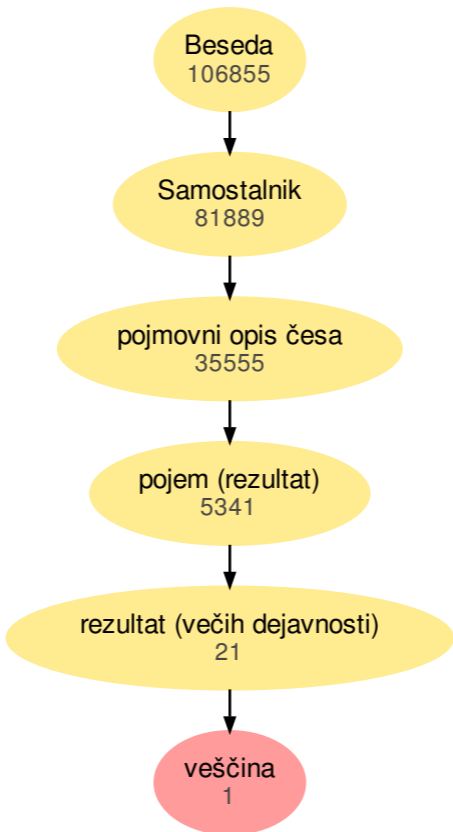 Beseda
106855
Samostalnik
81889
pojmovni opis česa
35555
pojem (rezultat)
5341
rezultat (večih dejavnosti)
21
veščina
1